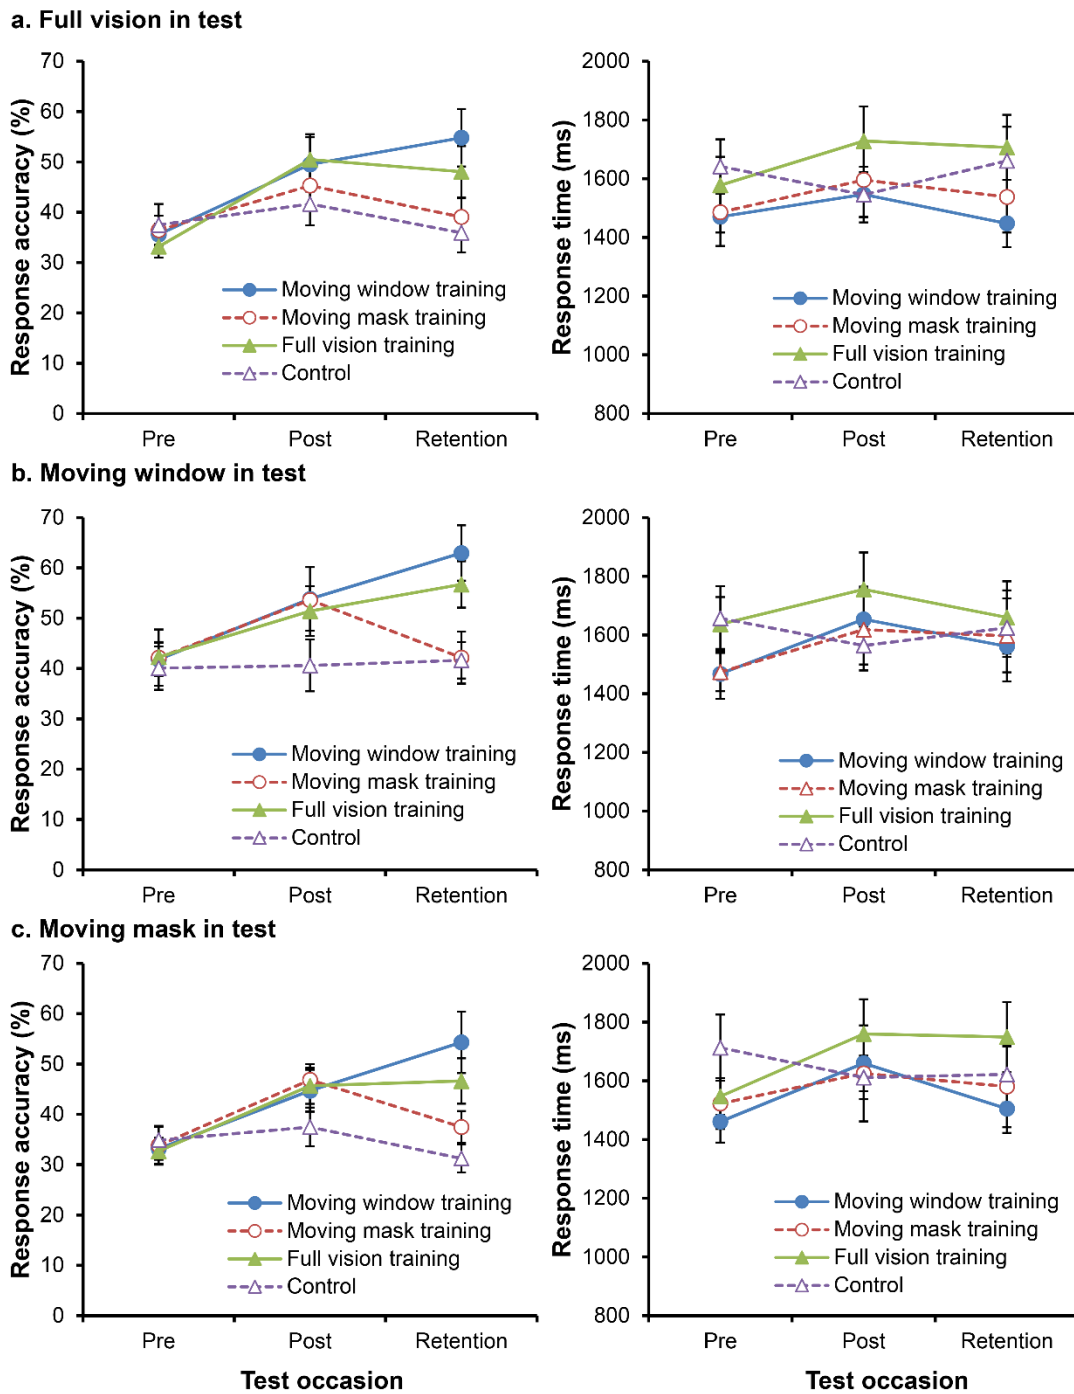 a. Full vision in test
Response accuracy (%)
70
60
50
40
30
20
10
0
Pre
Post
Retention
Moving window training
Moving mask training
Full vision training
Control
Response time (ms)
2000
1800
1600
1400
1200
1000
800
Pre
Post
Retention
Moving window training
Moving mask training
Full vision training
Control
b. Moving window in test
Response accuracy (%)
70
60
50
40
30
20
10
0
Pre
Post
Retention
Moving window training
Moving mask training
Full vision training
Control
Response time (ms)
2000
1800
1600
1400
1200
1000
800
Pre
Post
Retention
Moving window training
Moving mask training
Full vision training
Control
c. Moving mask in test
Response accuracy (%)
70
60
50
40
30
20
10
0
Pre
Post
Retention
Moving window training
Moving mask training
Full vision training
Control
Test occasion
Response time (ms)
2000
1800
1600
1400
1200
1000
800
Pre
Post
Retention
Moving window training
Moving mask training
Full vision training
Control
Test occasion